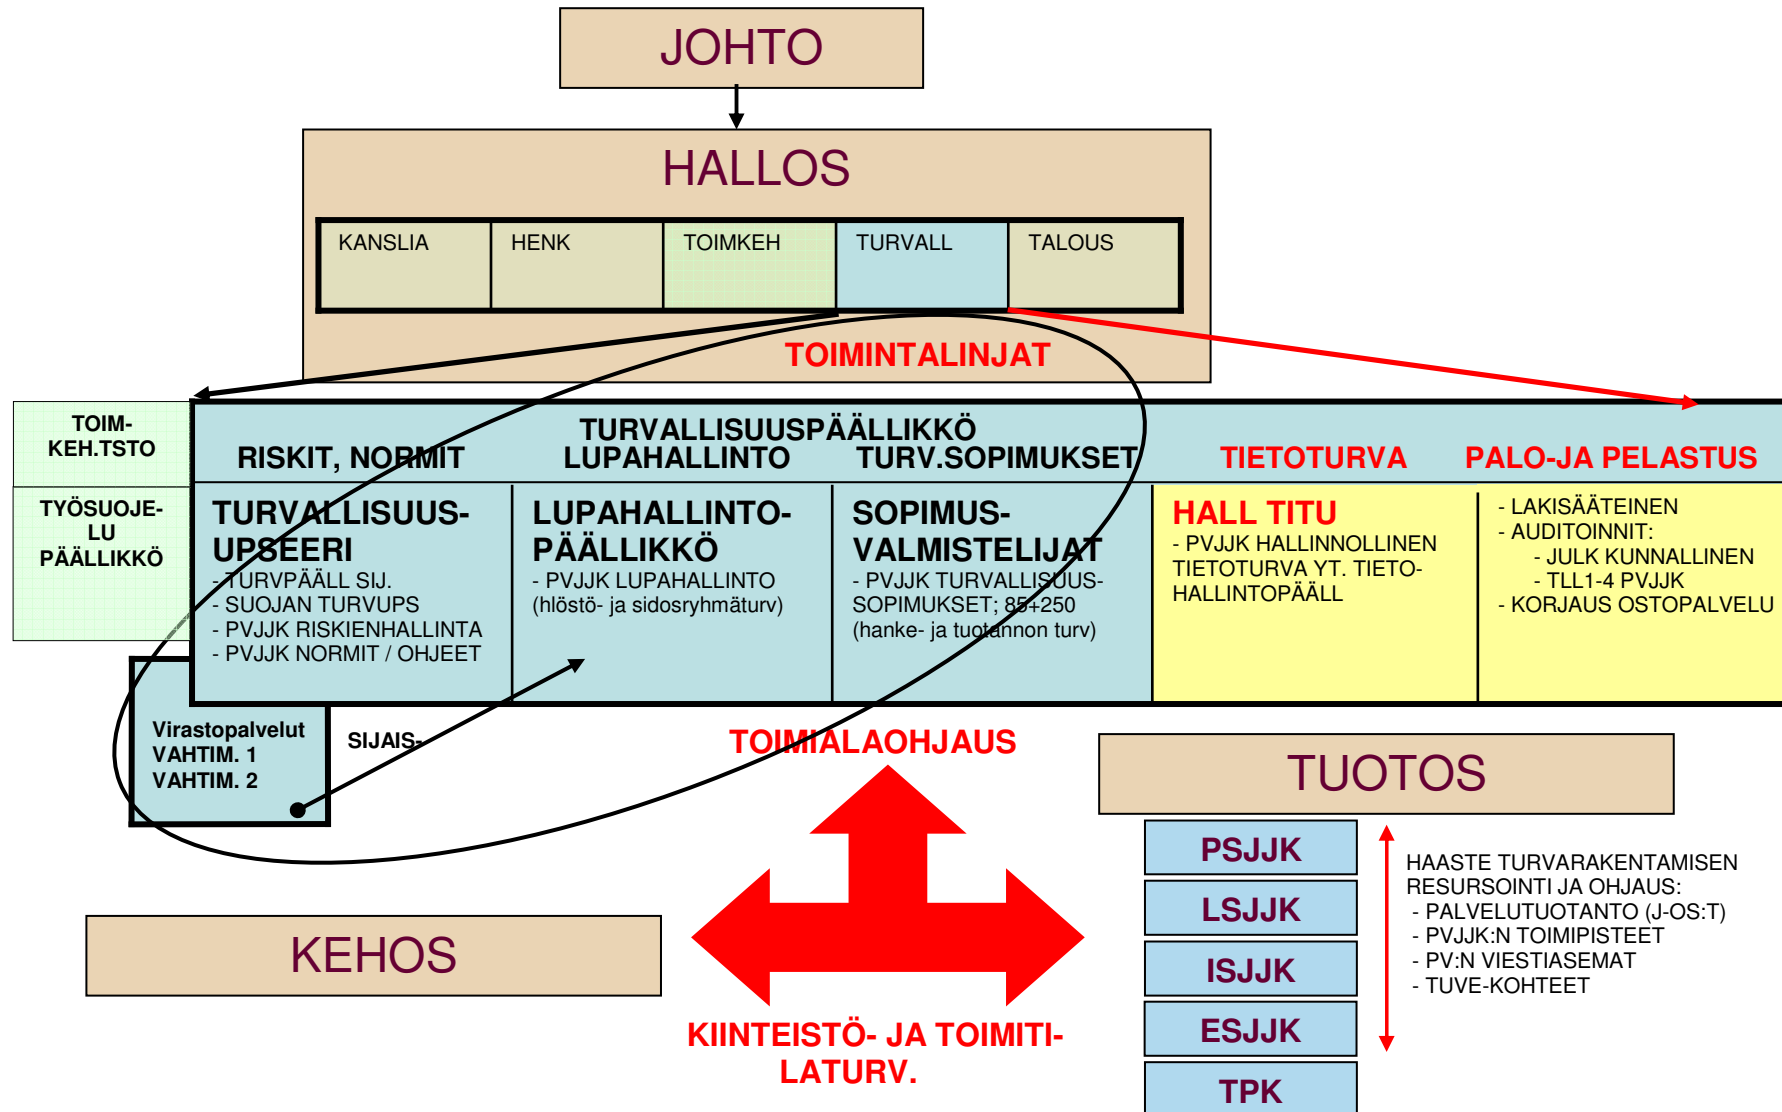 JOHTO
HALLOS
KANSLIA
HENK
TOIMKEH
TURVALL
TALOUS
TOIMINTALINJAT
TOIM-
KEH.TSTO
TYÖSUOJE-
LU
PÄÄLLIKKÖ
TURVALLISUUSPÄÄLLIKKÖ
RISKIT, NORMIT
LUPAHALLINTO
TURV.SOPIMUKSET
TIETOTURVA
PALO-JA PELASTUS
TURVALLISUUS-
UPSEERI
- TURVPÄÄLL SIJ.
- SUOJAN TURVUPS
- PVJJK RISKIENHALLINTA
- PVJJK NORMIT / OHJEET
LUPAHALLINTO-
PÄÄLLIKKÖ
- PVJJK LUPAHALLINTO
(hlöstö- ja sidosryhmäturv)
SOPIMUS-
VALMISTELIJAT
- PVJJK TURVALLISUUS-
SOPIMUKSET; 85+250
(hanke- ja tuotannon turv)
HALL TITU
- PVJJK HALLINNOLLINEN
TIETOTURVA YT. TIETO-
HALLINTOPÄÄLL
- LAKISÄÄTEINEN
- AUDITOINNIT:
- JULK KUNNALLINEN
- TLL1-4 PVJJK
- KORJAUS OSTOPALVELU
Virastopalvelut
VAHTIM. 1
VAHTIM. 2
SIJAIS-
TOIMIALAOHJAUS
KEHOS
KIINTEISTÖ- JA TOIMITI-
LATURV.
TUOTOS
PSJJK
LSJJK
ISJJK
ESJJK
TPK
HAASTE TURVARAKENTAMISEN
RESURSOINTI JA OHJAUS:
- PALVELUTUOTANTO (J-OS:T)
- PVJJK:N TOIMIPISTEET
- PV:N VIESTIASEMAT
- TUVE-KOHTEET